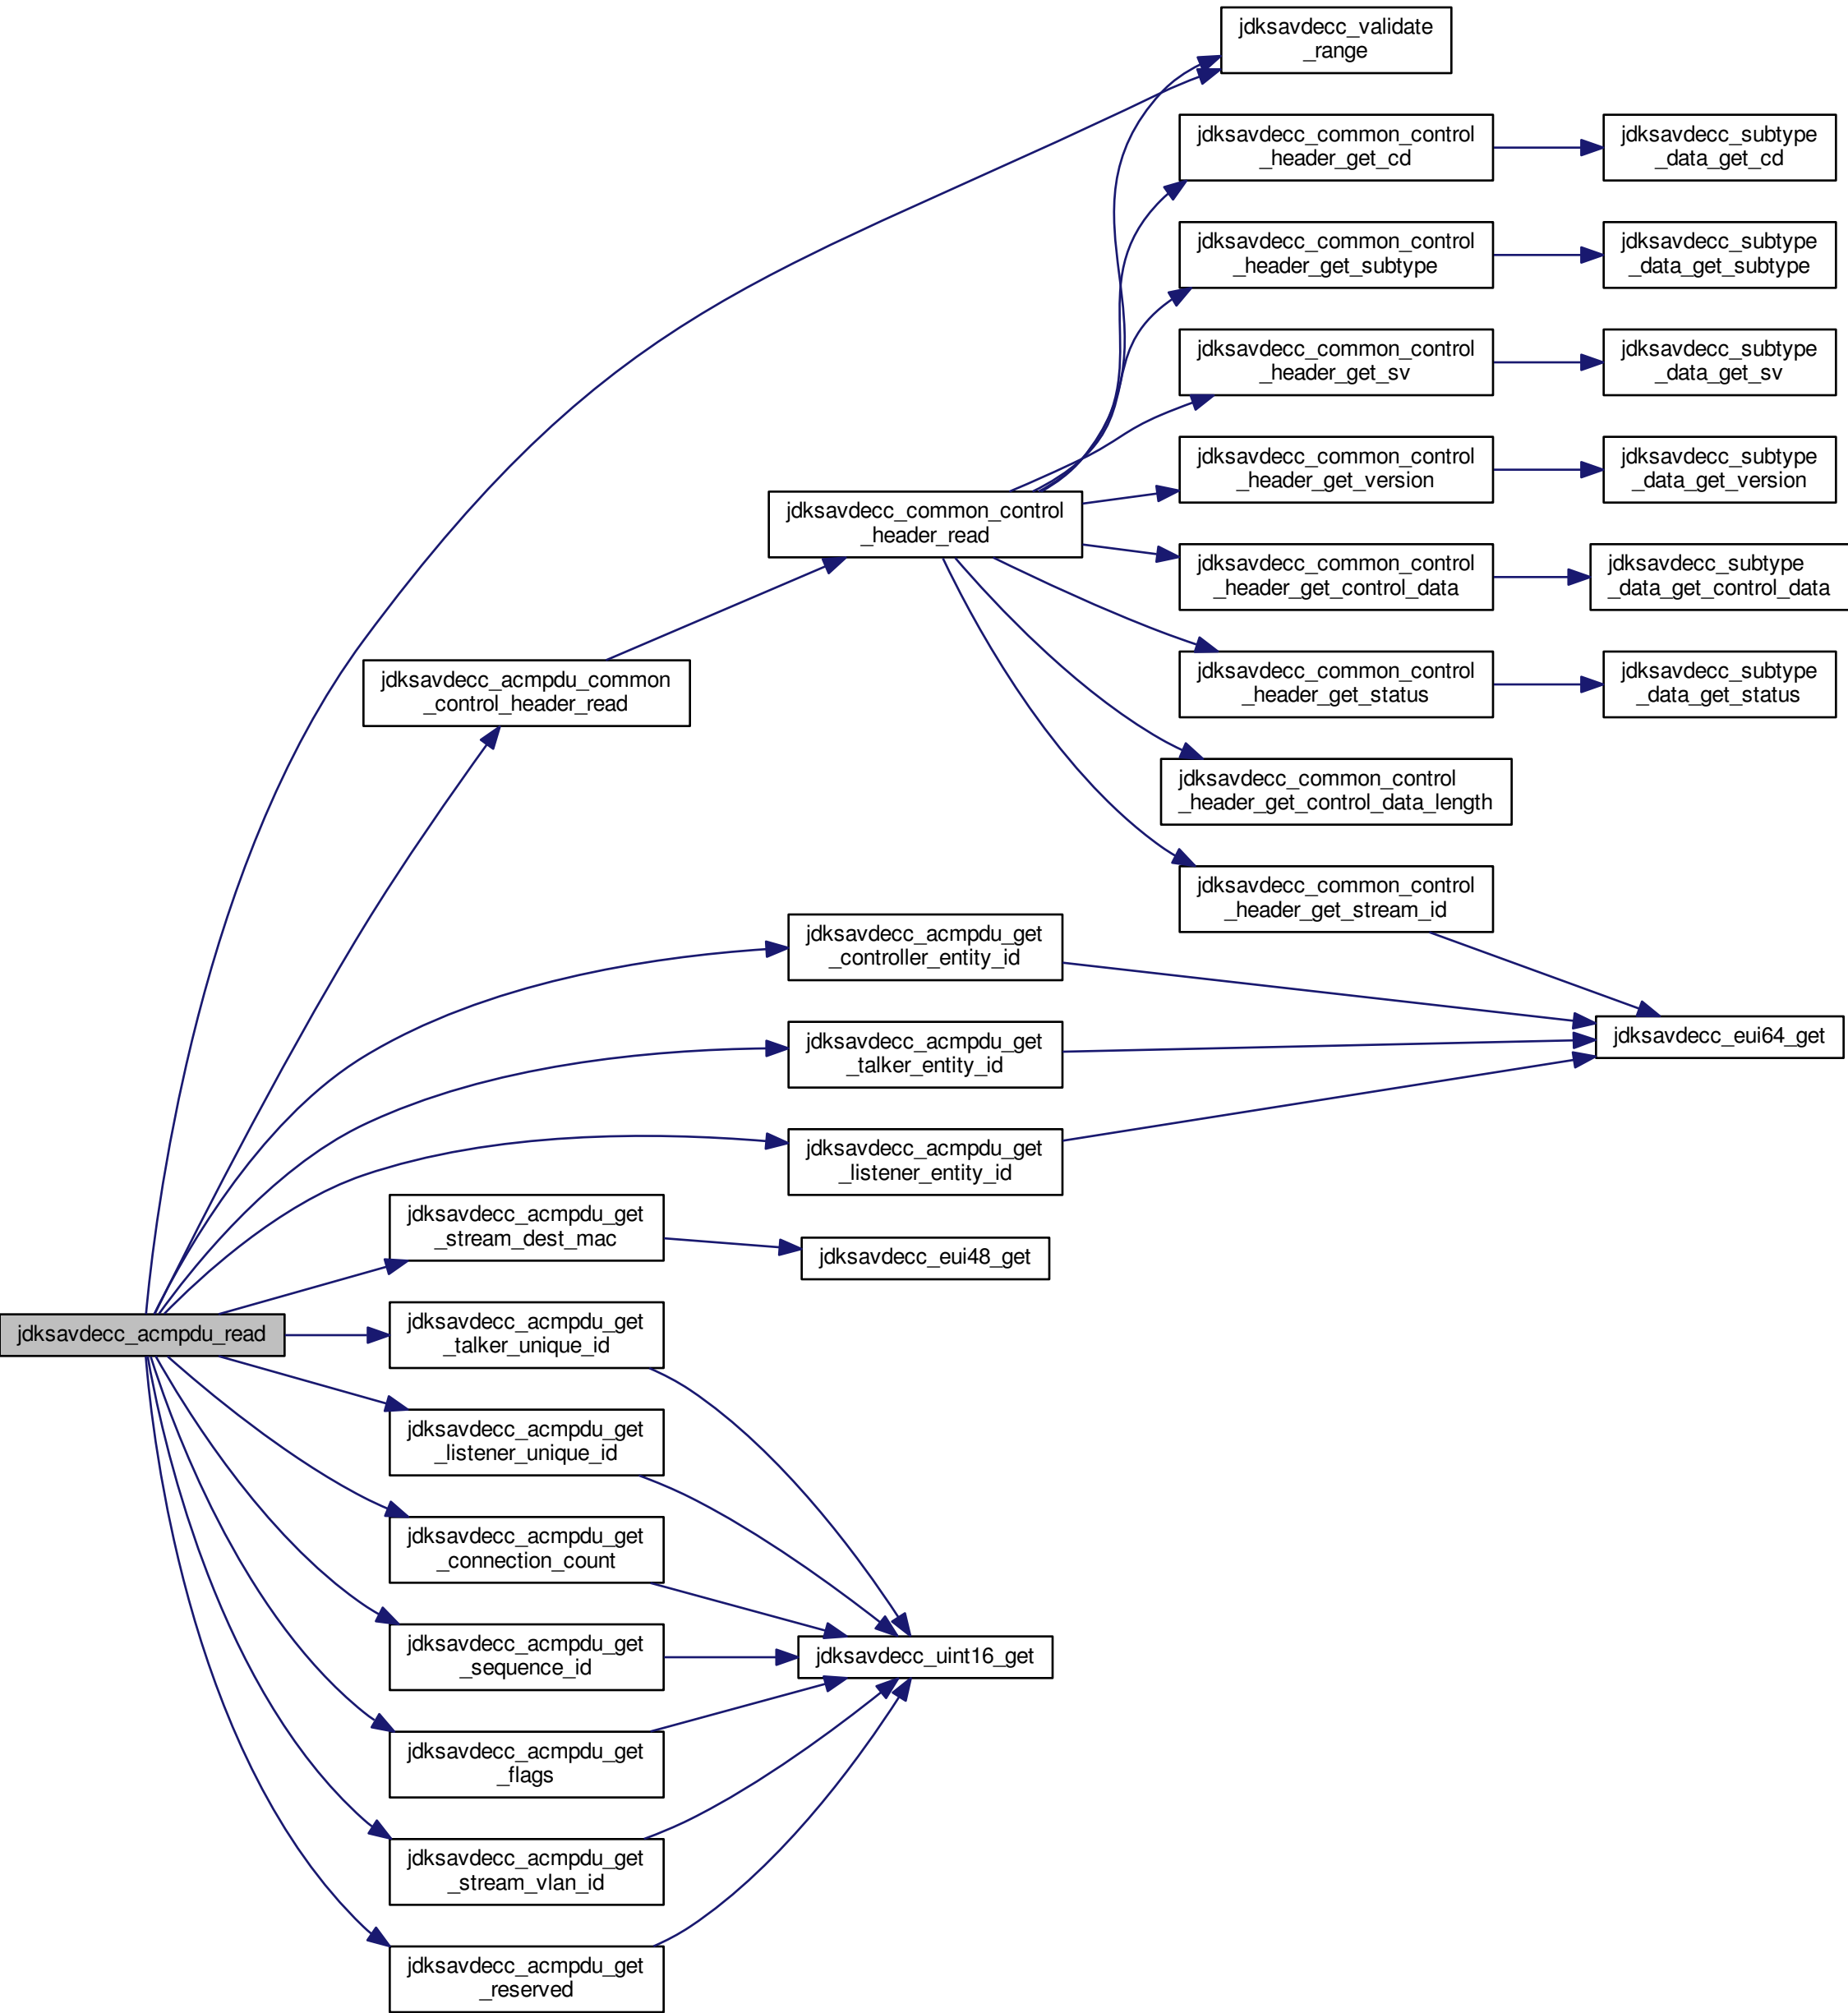 jdksavdecc_validate
_range
jdksavdecc_common_control
_header_get_cd
jdksavdecc_subtype
_data_get_cd
jdksavdecc_common_control
_header_get_subtype
jdksavdecc_subtype
_data_get_subtype
jdksavdecc_common_control
_header_get_sv
jdksavdecc_subtype
_data_get_sv
jdksavdecc_common_control
_header_get_version
jdksavdecc_subtype
_data_get_version
jdksavdecc_common_control
_header_read
jdksavdecc_common_control
_header_get_control_data
jdksavdecc_subtype
_data_get_control_data
jdksavdecc_acmpdu_common
_control_header_read
jdksavdecc_common_control
_header_get_status
jdksavdecc_subtype
_data_get_status
jdksavdecc_common_control
_header_get_control_data_length
jdksavdecc_common_control
_header_get_stream_id
jdksavdecc_acmpdu_get
_controller_entity_id
jdksavdecc_acmpdu_get
_talker_entity_id
jdksavdecc_eui64_get
jdksavdecc_acmpdu_get
_listener_entity_id
jdksavdecc_acmpdu_get
_stream_dest_mac
jdksavdecc_eui48_get
jdksavdecc_acmpdu_read
jdksavdecc_acmpdu_get
_talker_unique_id
jdksavdecc_acmpdu_get
_listener_unique_id
jdksavdecc_acmpdu_get
_connection_count
jdksavdecc_acmpdu_get
_sequence_id
jdksavdecc_uint16_get
jdksavdecc_acmpdu_get
_flags
jdksavdecc_acmpdu_get
_stream_vlan_id
jdksavdecc_acmpdu_get
_reserved